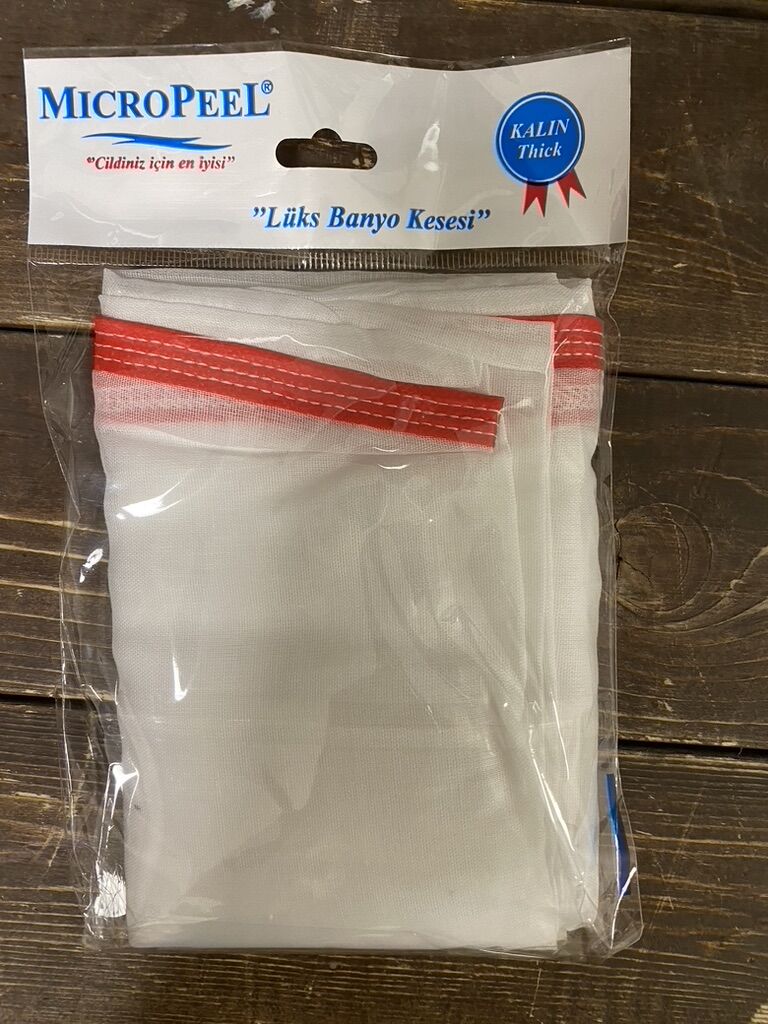 MICROPEEL®
"Cildiniz için en iyisi"
KALIN
Thick
"Lüks Banyo Kesesi"